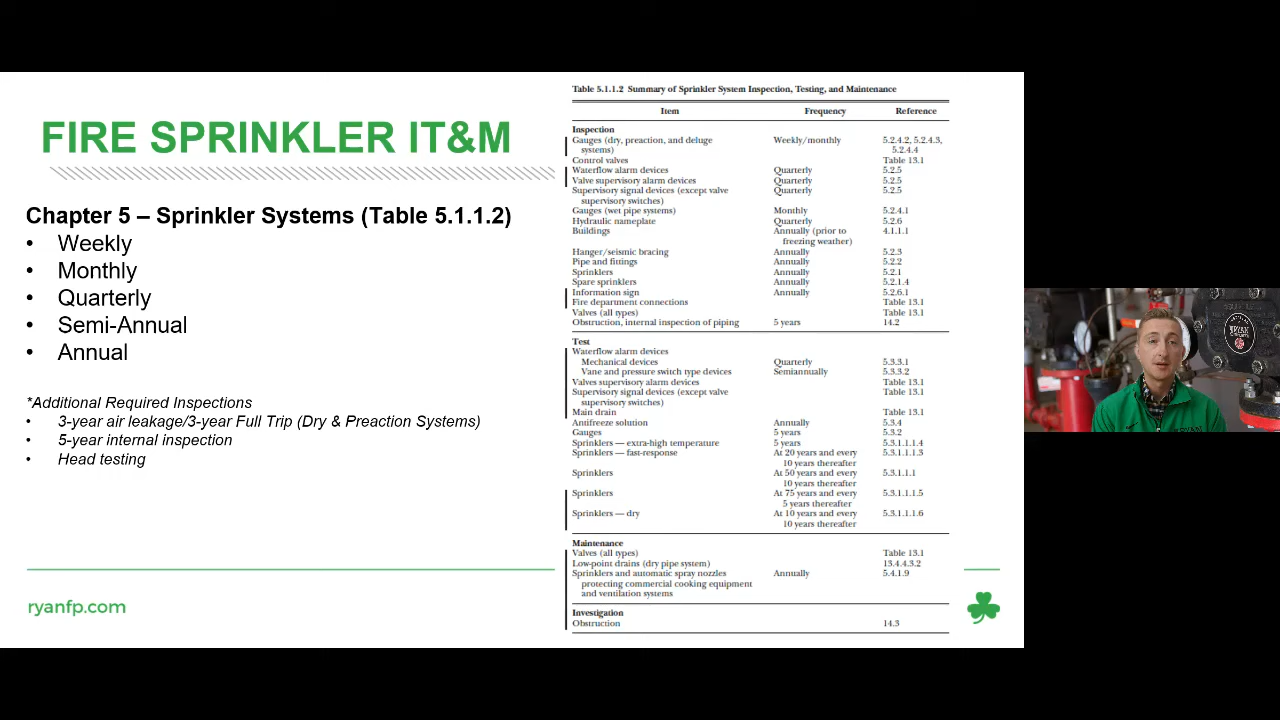 FIRE SPRINKLER IT&M
Chapter 5 – Sprinkler Systems (Table 5.1.1.2)
• Weekly
• Monthly
• Quarterly
• Semi-Annual
• Annual
*Additional Required Inspections
• 3-year air leakage/3-year Full Trip (Dry & Preaction Systems)
• 5-year internal inspection
• Head testing
ryanfp.com
Table 5.1.1.2 Summary of Sprinkler System Inspection, Testing, and Maintenance
Item Frequency Reference
Inspection
Gauges (dry, preaction, and deluge Weekly/monthly 5.2.4.2, 5.2.4.3,
systems) 5.2.4.4
Control valves Table 13.1
Waterflow alarm devices Quarterly 5.2.5
Valve supervisory alarm devices Quarterly 5.2.5
Supervisory signal devices (except valve Quarterly 5.2.5
supervisory switches)
Gauges (wet pipe systems) Monthly 5.2.4.1
Hydraulic nameplate Quarterly 5.2.6
Buildings Annually (prior to 4.1.1.1
freezing weather)
Hanger/seismic bracing Annually 5.2.3
Pipe and fittings Annually 5.2.2
Sprinklers Annually 5.2.1
Spare sprinklers Annually 5.2.1.4
Information sign Annually 5.2.6.1
Fire department connections Table 13.1
Valves (all types) Table 13.1
Obstruction, internal inspection of piping 5 years 14.2
Test
Waterflow alarm devices
Mechanical devices Quarterly 5.3.3.1
Vane and pressure switch type devices Semiannually 5.3.3.2
Valves supervisory alarm devices Table 13.1
Supervisory signal devices (except valve Table 13.1
supervisory switches)
Main drain Table 13.1
Antifreeze solution Annually 5.3.4
Gauges 5 years 5.3.2
Sprinklers — extra-high temperature 5 years 5.3.1.1.1.4
Sprinklers — fast-response At 20 years and every 5.3.1.1.1.3
10 years thereafter
Sprinklers At 50 years and every 5.3.1.1.1
10 years thereafter
Sprinklers At 75 years and every 5.3.1.1.1.5
5 years thereafter
Sprinklers — dry At 10 years and every 5.3.1.1.1.6
10 years thereafter
Maintenance
Valves (all types) Table 13.1
Low-point drains (dry pipe system) 13.4.4.3.2
Sprinklers and automatic spray nozzles Annually 5.4.1.9
protecting commercial cooking equipment
and ventilation systems
Investigation
Obstruction 14.3
RYAN